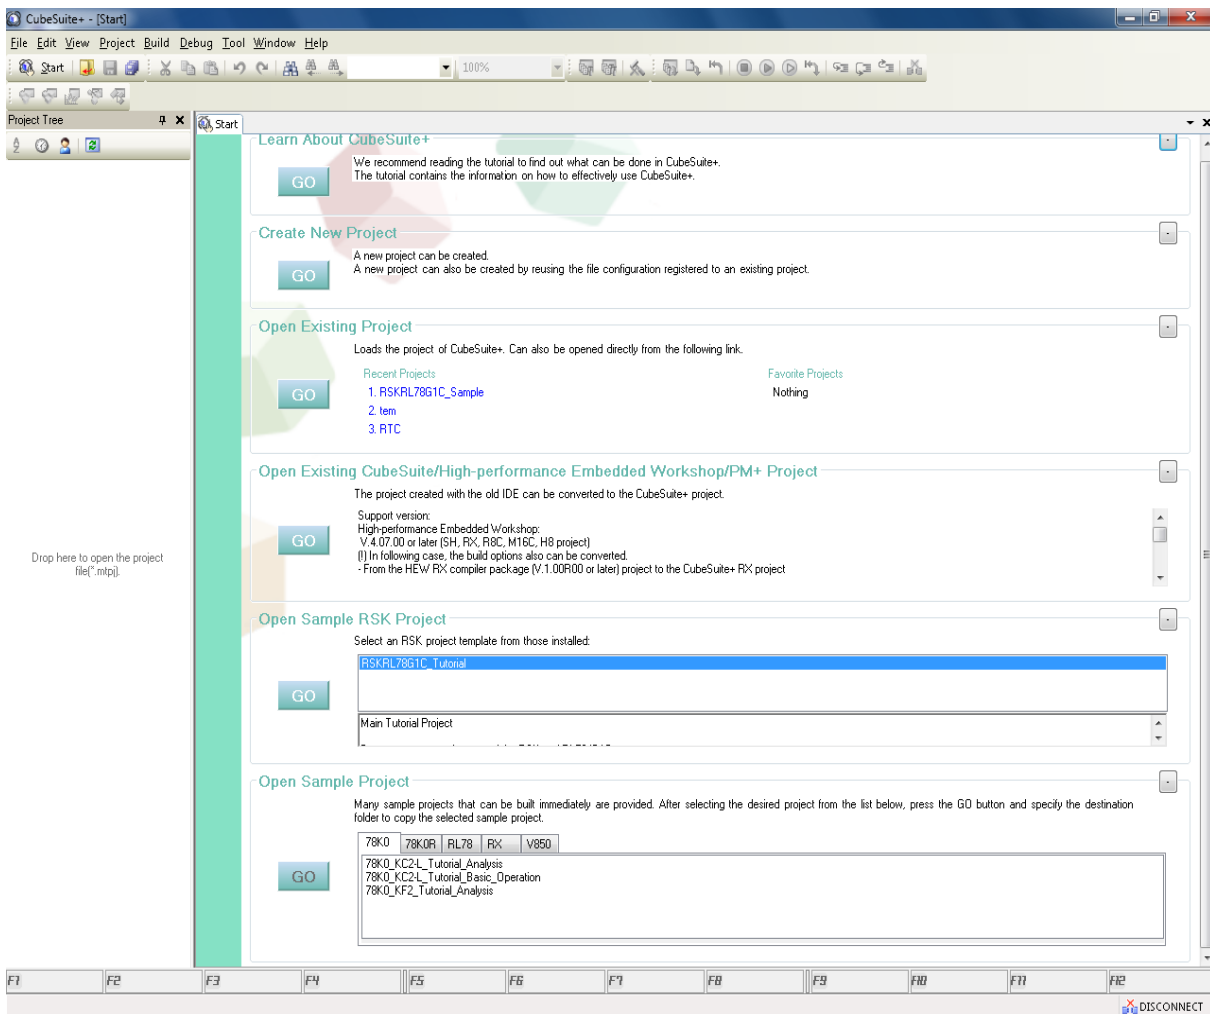 CubeSuite+ - [Start]
File Edit View Project Build Debug Tool Window Help
Start 100%
Project Tree
Start
Learn About CubeSuite+
We recommend reading the tutorial to find out what can be done in CubeSuite+.
The tutorial contains the information on how to effectively use CubeSuite+.
GO
Create New Project
A new project can be created.
A new project can also be created by reusing the file configuration registered to an existing project.
GO
Open Existing Project
Loads the project of CubeSuite+. Can also be opened directly from the following link.
Recent Projects Favorite Projects
GO
1. RSKRL78G1C_Sample Nothing
2. tem
3. RTC
Open Existing CubeSuite/High-performance Embedded Workshop/PM+ Project
The project created with the old IDE can be converted to the CubeSuite+ project.
Support version:
High-performance Embedded Workshop:
V.4.07.00 or later (SH, RX, R8C, M16C, H8 project)
(!) In following case, the build options also can be converted.
- From the HEW RX compiler package (V.1.00R00 or later) project to the CubeSuite+ RX project
GO
Drop here to open the project
file(*.mtpj).
Open Sample RSK Project
Select an RSK project template from those installed:
RSKRL78G1C_Tutorial
GO
Main Tutorial Project
Open Sample Project
Many sample projects that can be built immediately are provided. After selecting the desired project from the list below, press the GO button and specify the destination
folder to copy the selected sample project.
78K0 78K0R RL78 RX V850
78K0_KC2-L_Tutorial_Analysis
78K0_KC2-L_Tutorial_Basic_Operation
78K0_KF2_Tutorial_Analysis
GO
F1 F2 F3 F4 F5 F6 F7 F8 F9 F10 F11 F12
DISCONNECT